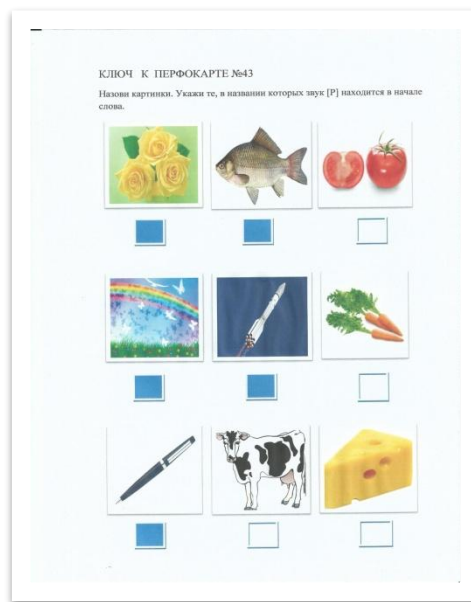 КЛЮЧ К ПЕРФОКАРТЕ №43
Назови картинки. Укажи те, в названии которых звук [Р] находится в начале
слова.